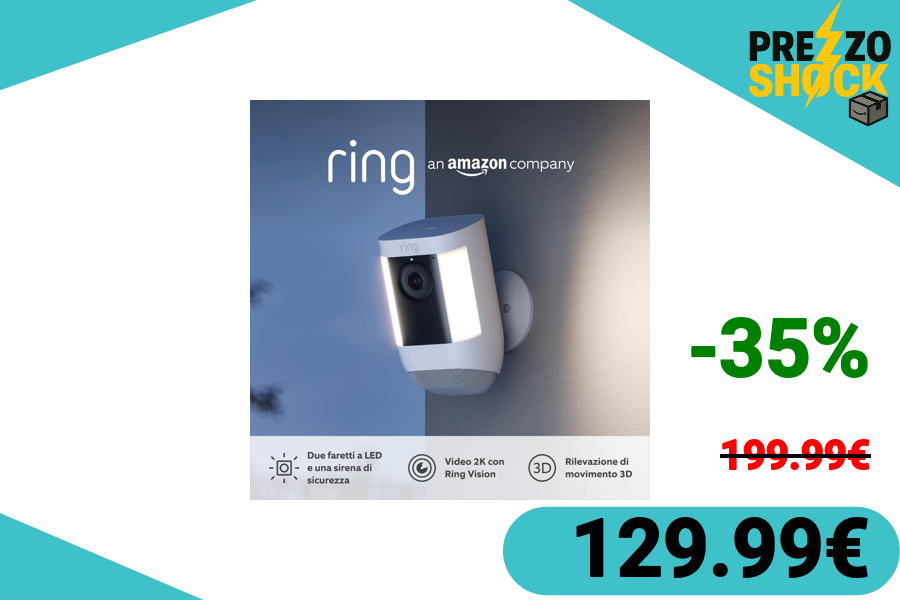 PREZZO
SHOCK
ring an amazon company
ring
Due faretti a LED
e una sirena di
sicurezza
Video 2K con
Ring Vision
3D
Rilevazione di
movimento 3D
-35%
199.99€
129.99€